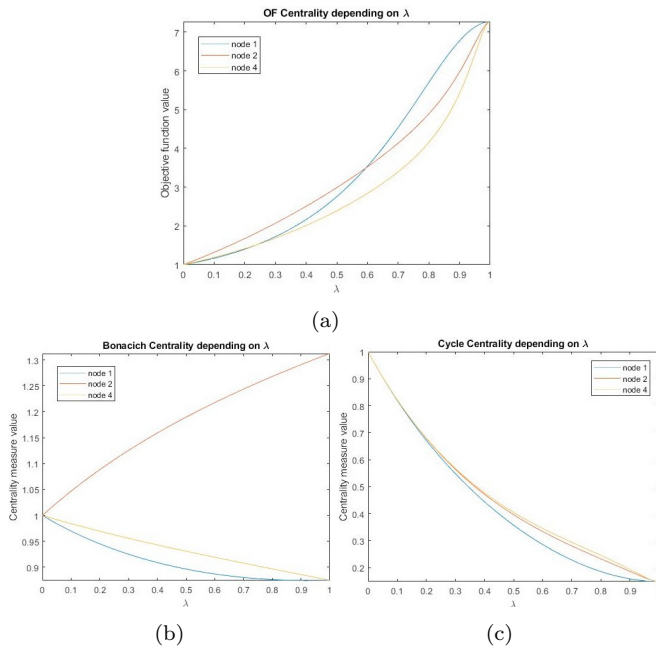 OF Centrality depending on λ
Objective function value
7
6
5
4
3
2
1
node 1
node 2
node 4
0 0.1 0.2 0.3 0.4 0.5 0.6 0.7 0.8 0.9 1
λ
(a)
Bonacich Centrality depending on λ
Centrality measure value
1.3
1.25
1.2
1.15
1.1
1.05
1
0.95
0.9
node 1
node 2
node 4
0 0.1 0.2 0.3 0.4 0.5 0.6 0.7 0.8 0.9 1
λ
(b)
Cycle Centrality depending on λ
Centrality measure value
1
0.9
0.8
0.7
0.6
0.5
0.4
0.3
0.2
node 1
node 2
node 4
0 0.1 0.2 0.3 0.4 0.5 0.6 0.7 0.8 0.9
λ
(c)